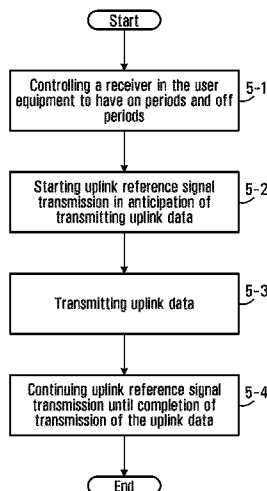 Start
Controlling a receiver in the user
equipment to have on periods and off
periods
5-1
Starting uplink reference signal
transmission in anticipation of
transmitting uplink data
5-2
Transmitting uplink data
5-3
Continuing uplink reference signal
transmission until completion of
transmission of the uplink data
5-4
End